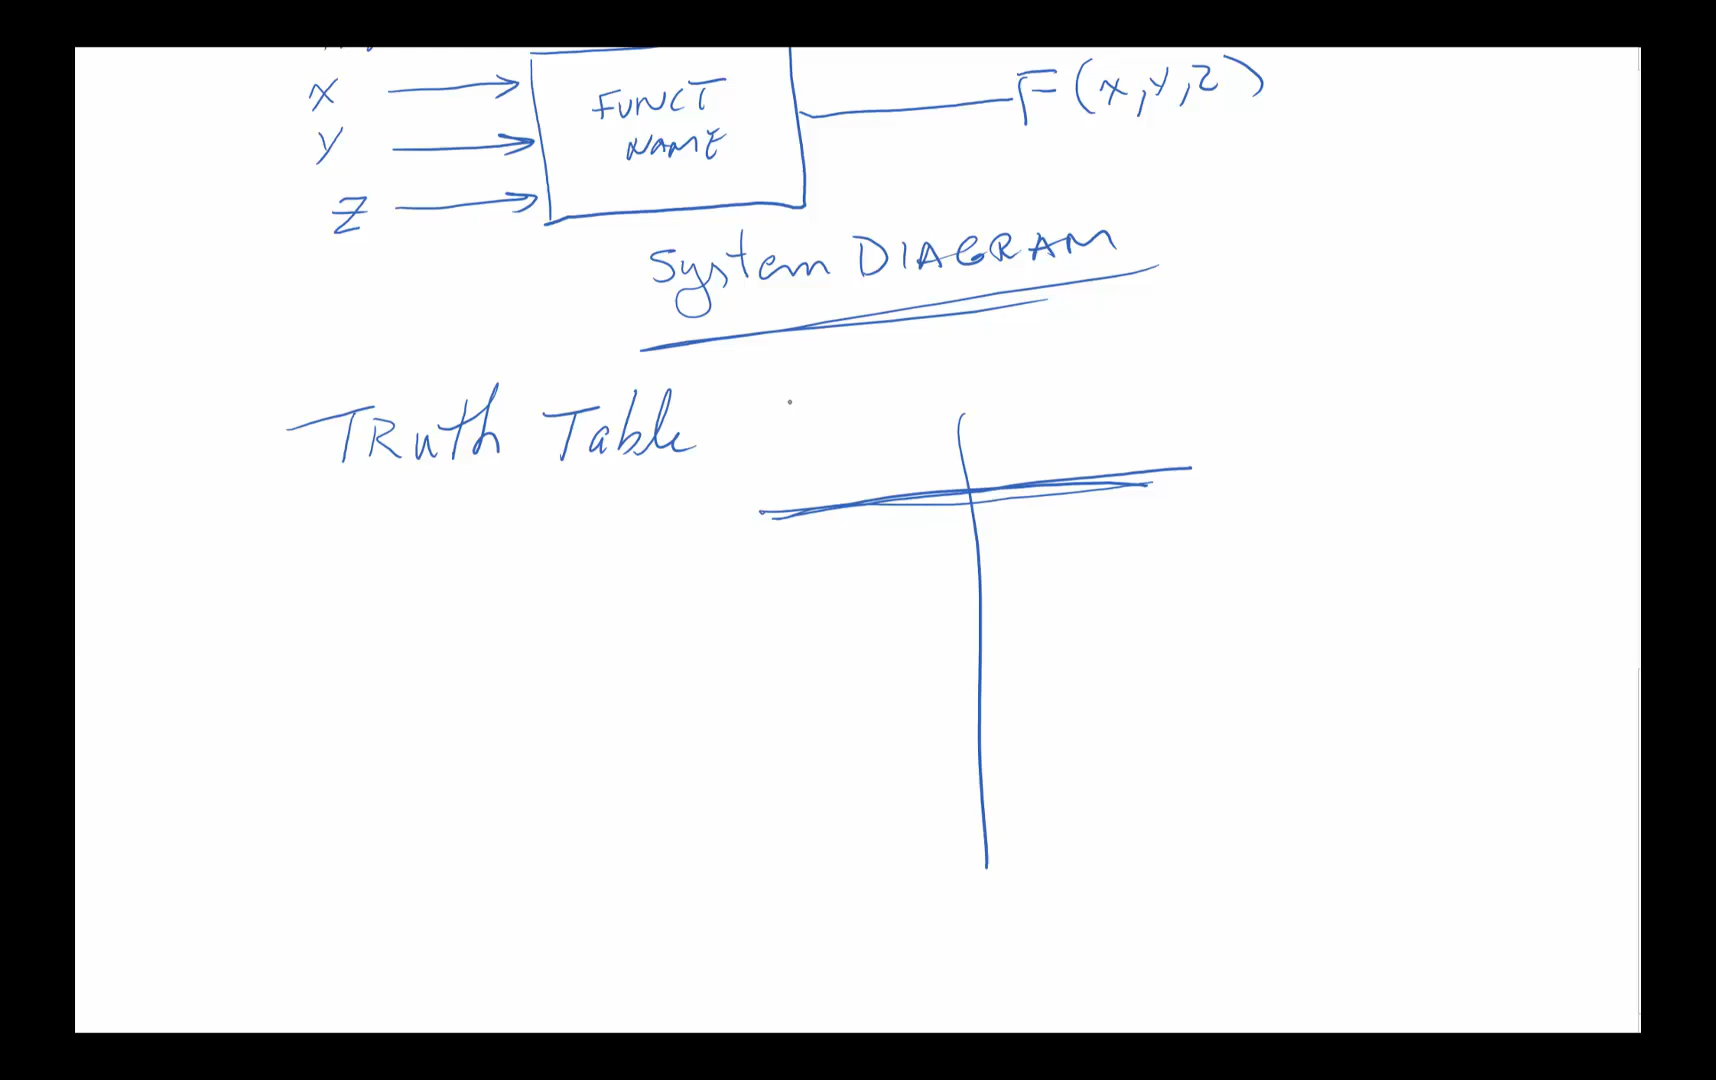 X
Y
Z
FUNCT
NAME
F(X,Y,Z)
System DIAGRAM
TRuth Table